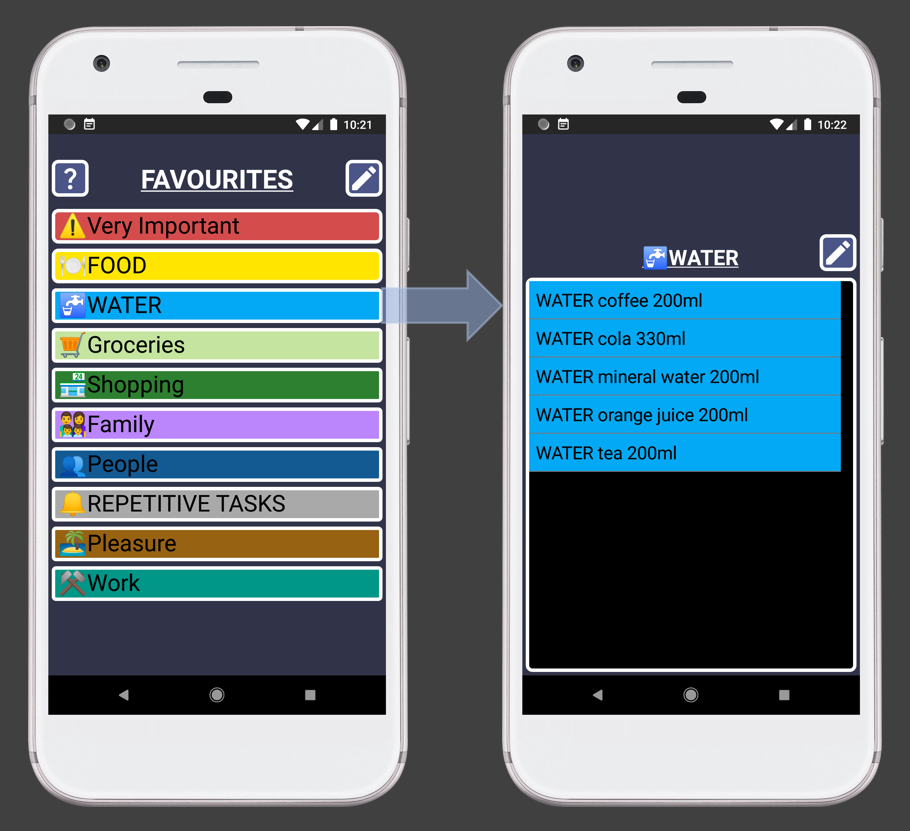 10:21
? FAVOURITES
Very Important
FOOD
WATER
Groceries
24
Shopping
Family
People
REPETITIVE TASKS
Pleasure
Work
10:22
WATER
WATER coffee 200ml
WATER cola 330ml
WATER mineral water 200ml
WATER orange juice 200ml
WATER tea 200ml